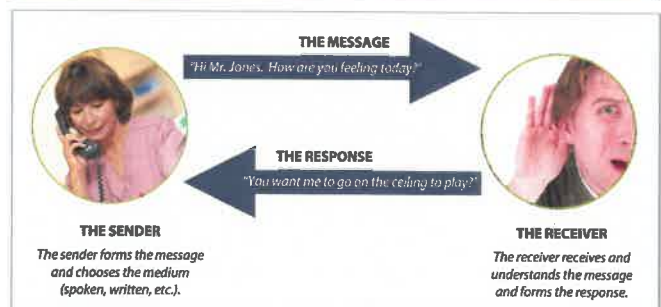 THE MESSAGE
"Hi Mr. Jones. How are you feeling today?"
THE RESPONSE
"You want me to go on the ceiling to play?"
THE SENDER
The sender forms the message
and chooses the medium
(spoken, written, etc.).
THE RECEIVER
The receiver receives and
understands the message
and forms the response.